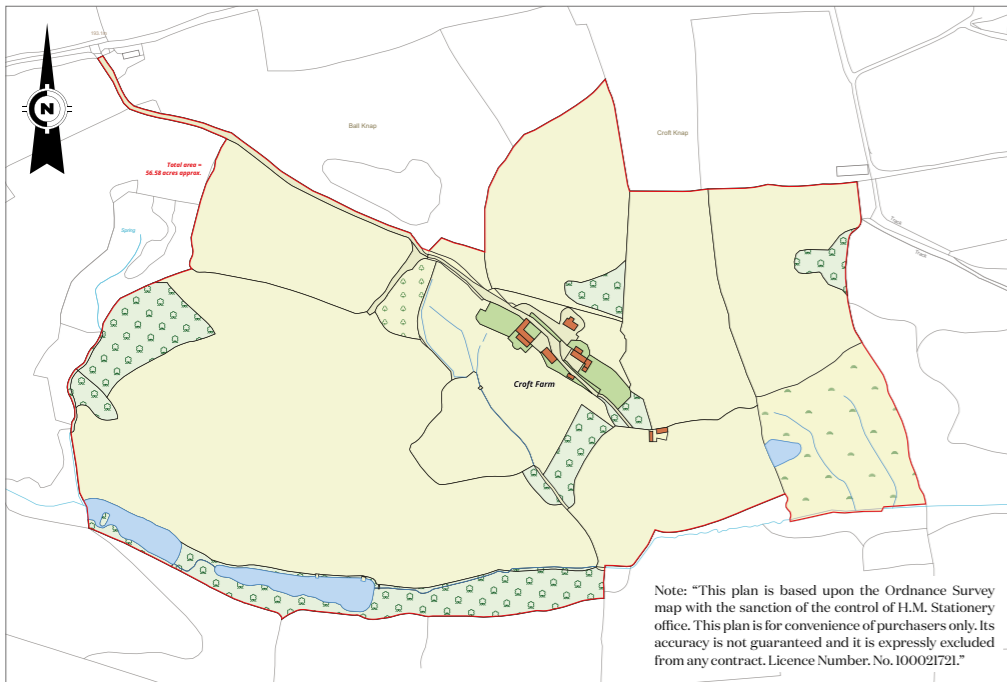 193.1m
N
Ball Knap
Croft Knap
Total area =
56.58 acres approx.
Spring
Track
Track
Croft Farm
Note: “This plan is based upon the Ordnance Survey
map with the sanction of the control of H.M. Stationery
office. This plan is for convenience of purchasers only. Its
accuracy is not guaranteed and it is expressly excluded
from any contract. Licence Number. No. 100021721.”